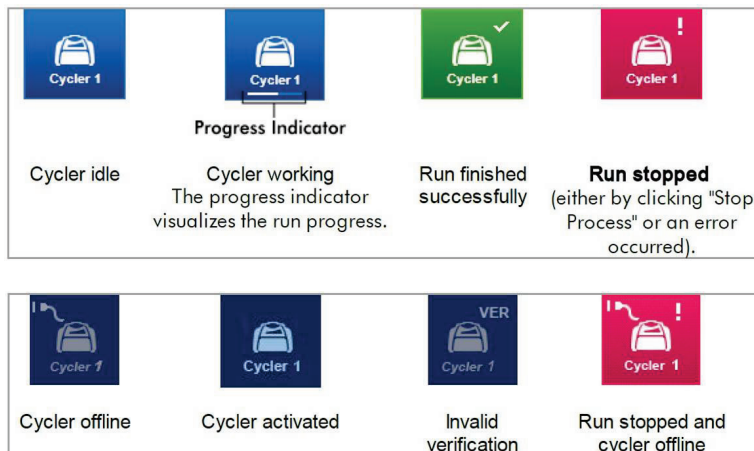 Cycler 1
Cycler 1
Cycler 1
!
Cycler 1
Progress Indicator
Cycler idle
Cycler working
The progress indicator
visualizes the run progress.
Run finished
successfully
Run stopped
(either by clicking "Stop
Process" or an error
occurred).
Cycler 1
Cycler 1
VER
Cycler 1
!
Cycler 1
Cycler offline
Cycler activated
Invalid
verification
Run stopped and
cycler offline